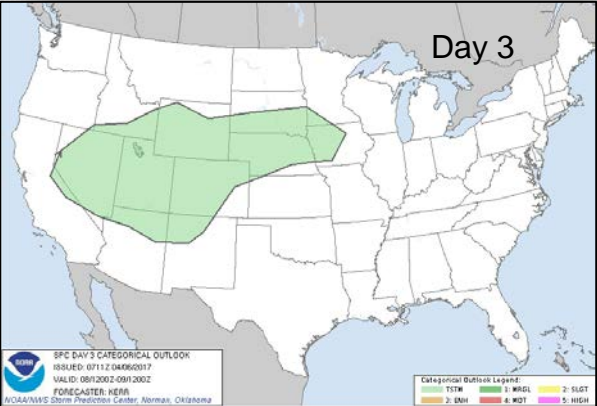 Day 3
SPC DAY 3 CATEGORICAL OUTLOOK
ISSUED: 0711Z 04/06/2017
VALID: 08/1200Z-09/1200Z
FORECASTER: KERR
NOAA/NWS Storm Prediction Center, Norman, Oklahoma
NOAA
Categorical Outlook Legend:
TSTM 1: MRGL 2: SLGT
3: ENH 4: MDT 5: HIGH